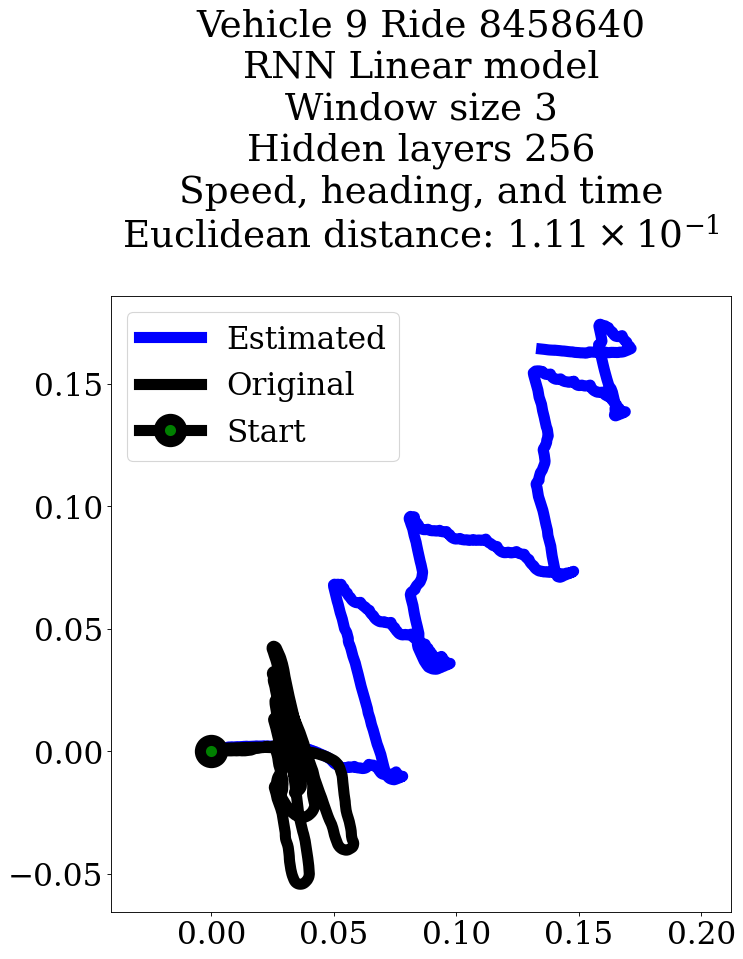 Vehicle 9 Ride 8458640
RNN Linear model
Window size 3
Hidden layers 256
Speed, heading, and time
Euclidean distance: 1.11 × 10⁻¹
Estimated
Original
Start
0.15
0.10
0.05
0.00
−0.05
0.00 0.05 0.10 0.15 0.20